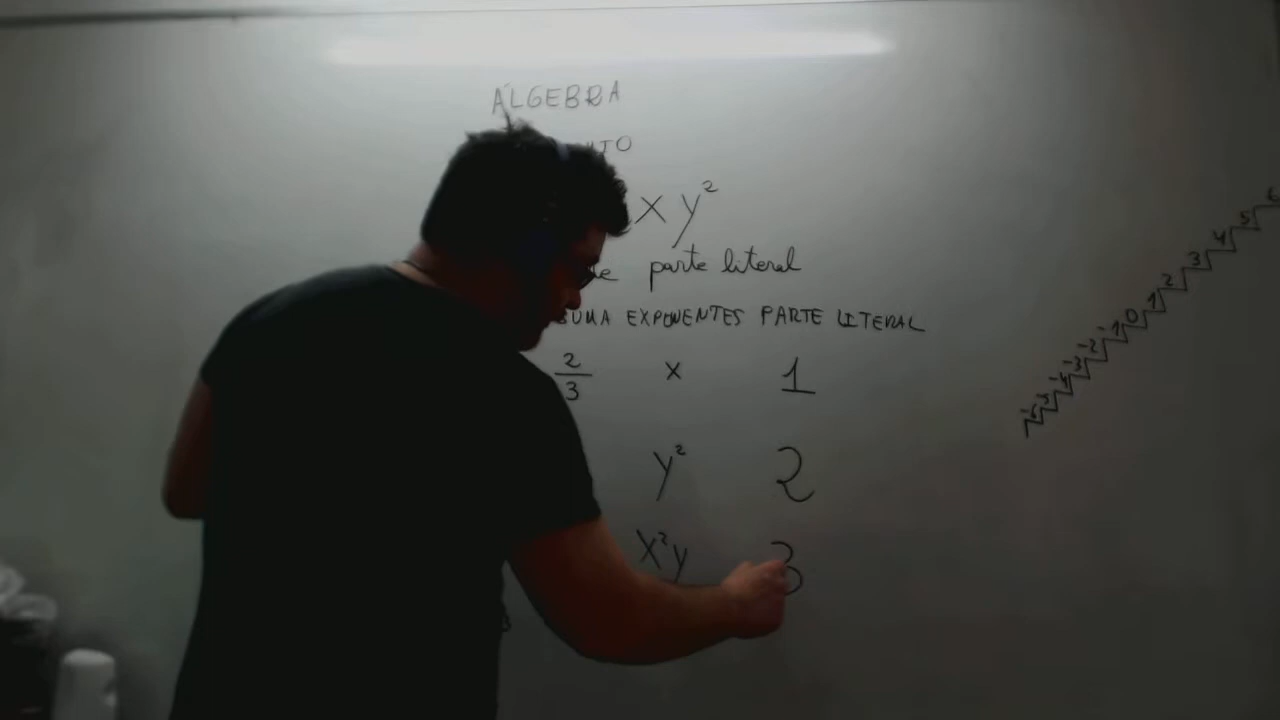 ÁLGEBRA
x y²
parte literal
SUMA EXPONENTES PARTE LITERAL
2/3 x 1
y² 2
x²y 3
-5 -4 -3 -2 -1 0 1 2 3 4 5 6